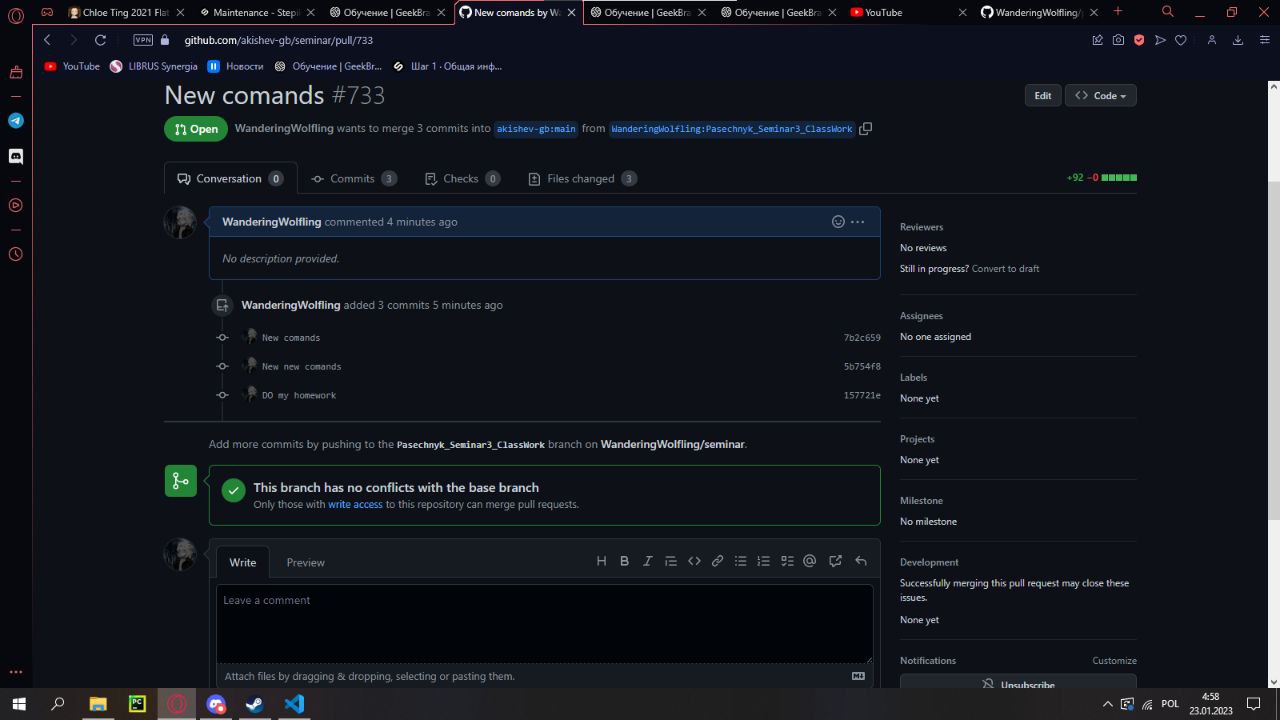 Chloe Ting 2021 Flat
Maintenance - Stepi
Обучение | GeekBra
New comands by Wa
Обучение | GeekBra
Обучение | GeekBra
YouTube
WanderingWolfling/
VPN
github.com/akishev-gb/seminar/pull/733
YouTube
LIBRUS Synergia
Новости
Обучение | GeekBr...
Шаг 1 · Общая инф...
New comands #733
Edit
Code
Open
WanderingWolfling wants to merge 3 commits into akishev-gb:main from WanderingWolfling:Pasechnyk_Seminar3_ClassWork
Conversation 0
Commits 3
Checks 0
Files changed 3
+92 −0
WanderingWolfling commented 4 minutes ago
No description provided.
WanderingWolfling added 3 commits 5 minutes ago
New comands 7b2c659
New new comands 5b754f8
DO my homework 157721e
Add more commits by pushing to the Pasechnyk_Seminar3_ClassWork branch on WanderingWolfling/seminar.
This branch has no conflicts with the base branch
Only those with write access to this repository can merge pull requests.
Write
Preview
Leave a comment
Attach files by dragging & dropping, selecting or pasting them.
Reviewers
No reviews
Still in progress? Convert to draft
Assignees
No one assigned
Labels
None yet
Projects
None yet
Milestone
No milestone
Development
Successfully merging this pull request may close these
issues.
None yet
Notifications
Customize
Unsubscribe
POL
4:58
23.01.2023